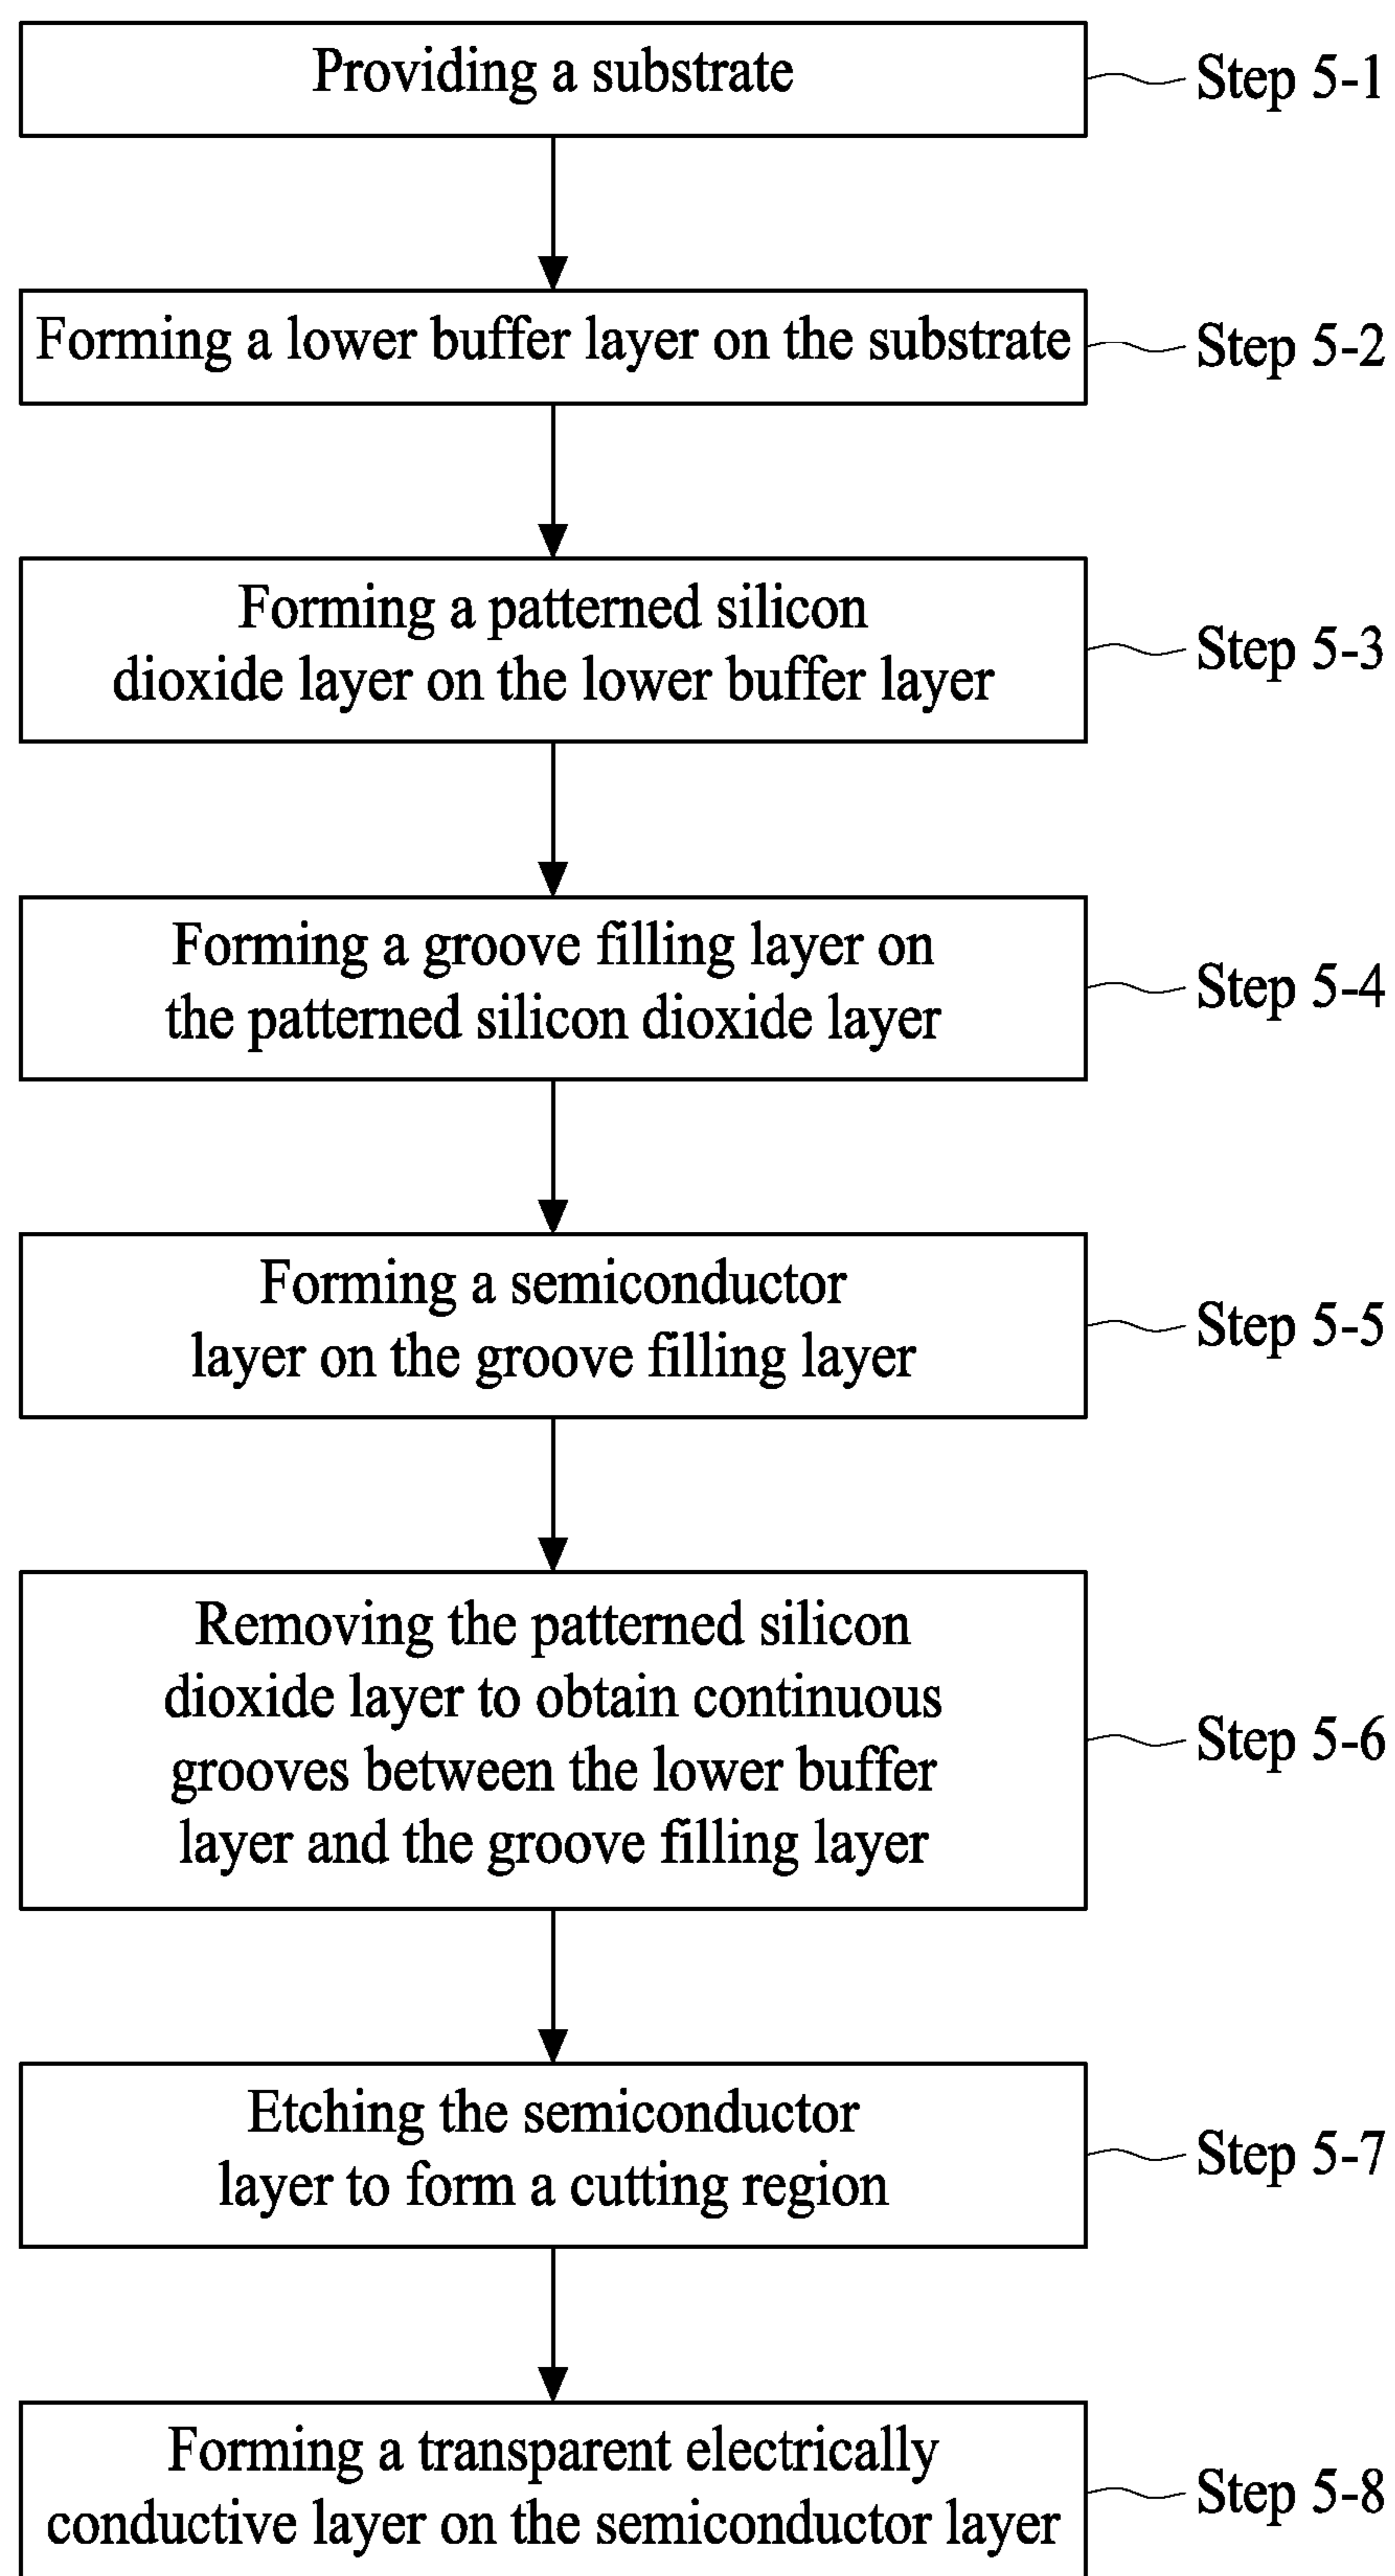 Providing a substrate
Step 5-1
Forming a lower buffer layer on the substrate
Step 5-2
Forming a patterned silicon
dioxide layer on the lower buffer layer
Step 5-3
Forming a groove filling layer on
the patterned silicon dioxide layer
Step 5-4
Forming a semiconductor
layer on the groove filling layer
Step 5-5
Removing the patterned silicon
dioxide layer to obtain continuous
grooves between the lower buffer
layer and the groove filling layer
Step 5-6
Etching the semiconductor
layer to form a cutting region
Step 5-7
Forming a transparent electrically
conductive layer on the semiconductor layer
Step 5-8